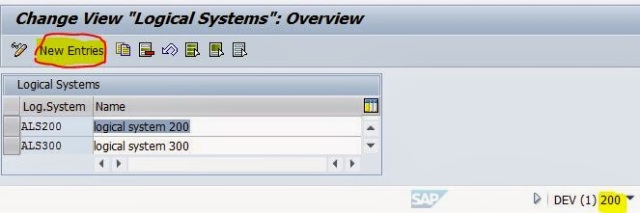 Change View "Logical Systems": Overview
New Entries
Logical Systems
Log.System Name
ALS200 logical system 200
ALS300 logical system 300
SAP DEV (1) 200